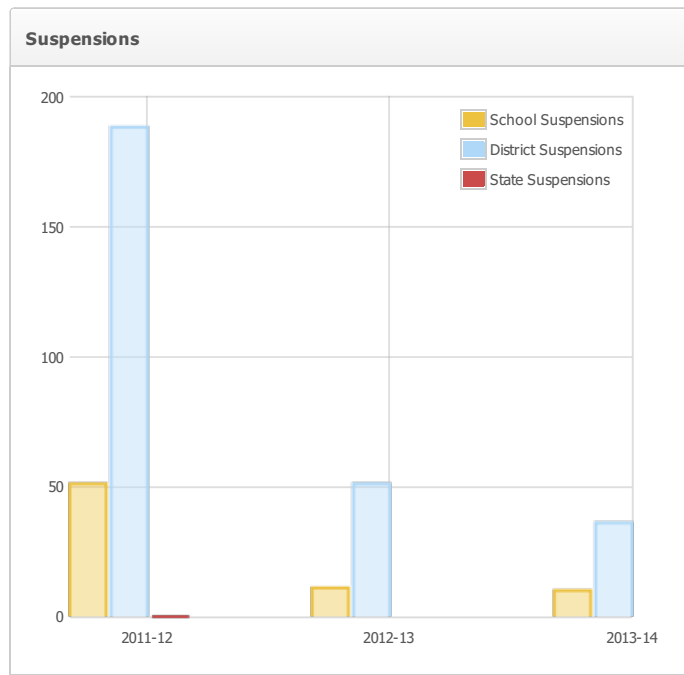 Suspensions
200
School Suspensions
District Suspensions
State Suspensions
150
100
50
0
2011-12 2012-13 2013-14